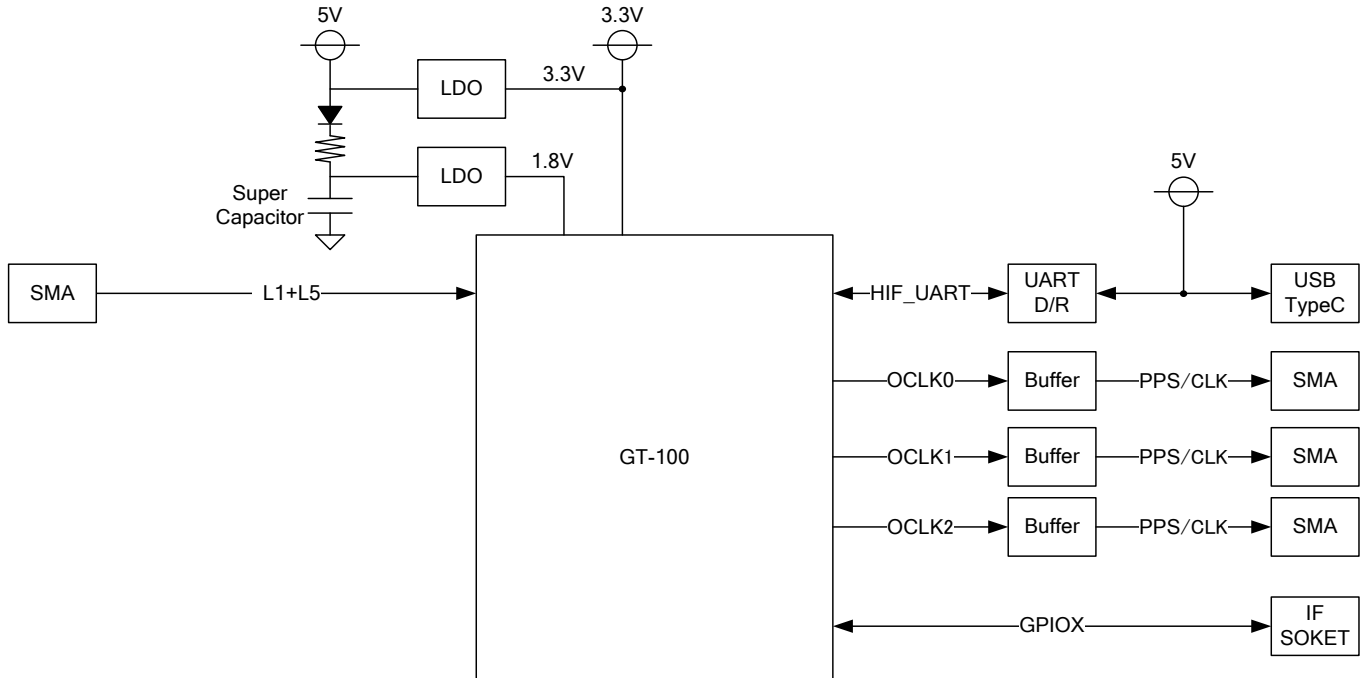 5V
3.3V
LDO
3.3V
LDO
1.8V
Super
Capacitor
5V
SMA
L1+L5
HIF_UART
UART
D/R
USB
TypeC
OCLK0
Buffer
PPS/CLK
SMA
GT-100
OCLK1
Buffer
PPS/CLK
SMA
OCLK2
Buffer
PPS/CLK
SMA
GPIOX
IF
SOKET